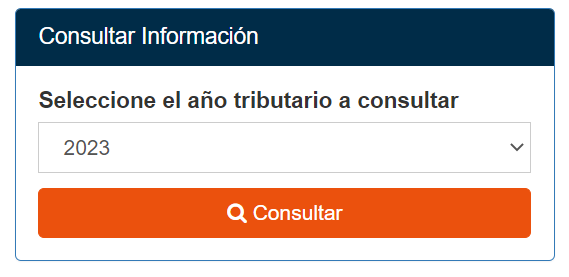 Consultar Información
Seleccione el año tributario a consultar
2023
Consultar